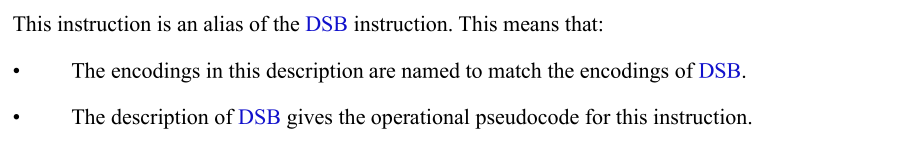 This instruction is an alias of the DSB instruction. This means that:
• The encodings in this description are named to match the encodings of DSB.
• The description of DSB gives the operational pseudocode for this instruction.